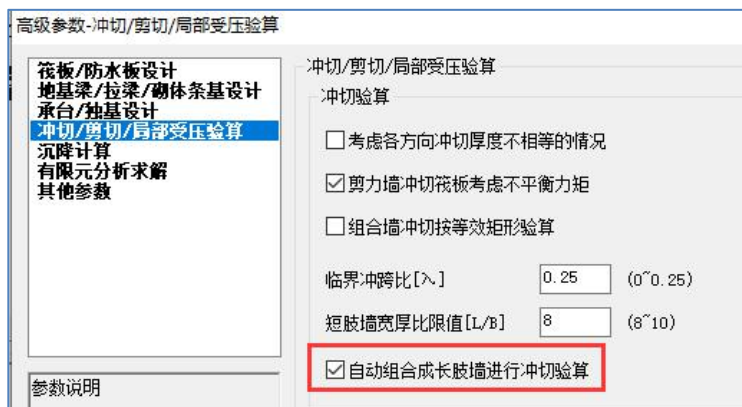 高级参数-冲切/剪切/局部受压验算
筏板/防水板设计
地基梁/拉梁/砌体条基设计
承台/独基设计
冲切/剪切/局部受压验算
沉降计算
有限元分析求解
其他参数
参数说明
冲切/剪切/局部受压验算
冲切验算
考虑各方向冲切厚度不相等的情况
剪力墙冲切筏板考虑不平衡力矩
组合墙冲切按等效矩形验算
临界冲跨比[λ] 0.25 (0~0.25)
短肢墙宽厚比限值[L/B] 8 (8~10)
自动组合成长肢墙进行冲切验算